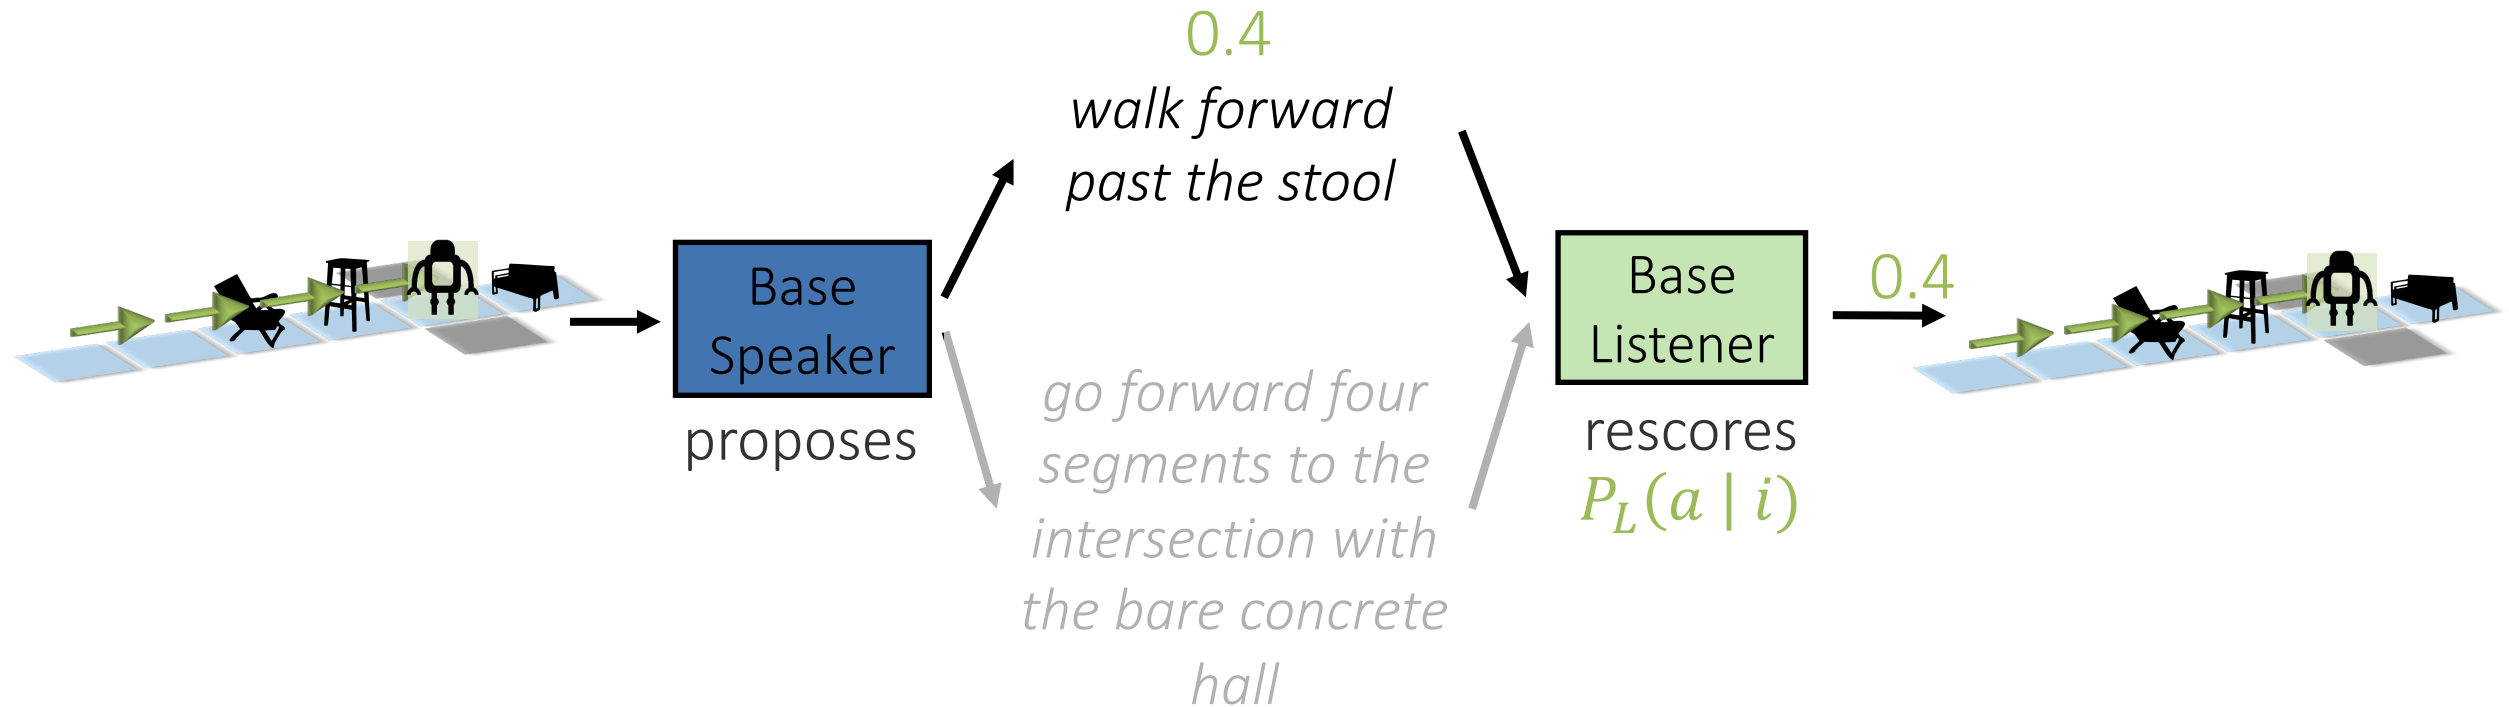 0.4
walk forward
past the stool
Base
Speaker
proposes
go forward four
segments to the
intersection with
the bare concrete
hall
Base
Listener
rescores
P_L(a | i)
0.4